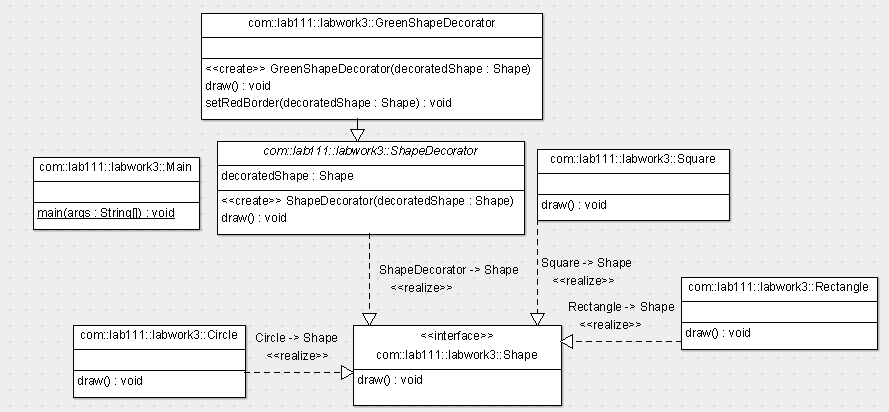 com::lab111::labwork3::GreenShapeDecorator
<<create>> GreenShapeDecorator(decoratedShape : Shape)
draw() : void
setRedBorder(decoratedShape : Shape) : void
com::lab111::labwork3::ShapeDecorator
decoratedShape : Shape
<<create>> ShapeDecorator(decoratedShape : Shape)
draw() : void
com::lab111::labwork3::Main
main(args : String[]) : void
com::lab111::labwork3::Square
draw() : void
ShapeDecorator -> Shape
<<realize>>
Square -> Shape
<<realize>>
com::lab111::labwork3::Rectangle
draw() : void
Rectangle -> Shape
<<realize>>
com::lab111::labwork3::Circle
draw() : void
Circle -> Shape
<<realize>>
<<interface>>
com::lab111::labwork3::Shape
draw() : void